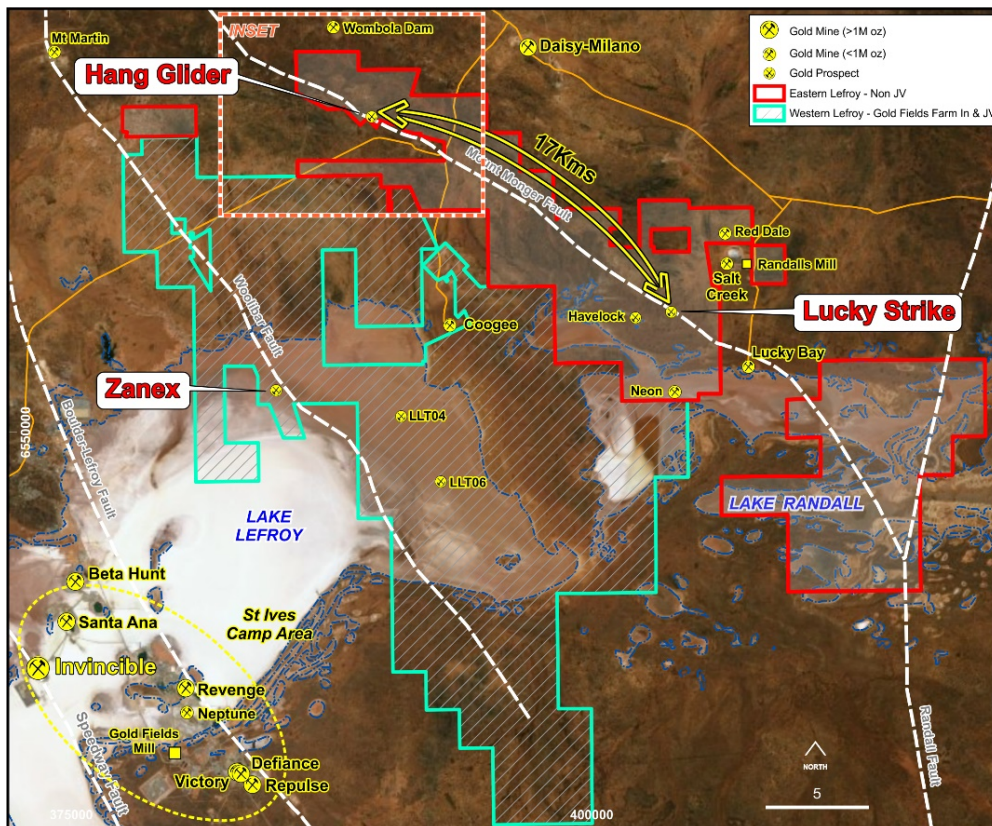 Mt Martin
INSET
Wombola Dam
Daisy-Milano
Gold Mine (>1M oz)
Gold Mine (<1M oz)
Gold Prospect
Eastern Lefroy - Non JV
Western Lefroy - Gold Fields Farm In & JV
Hang Glider
17Kms
Mount Monger Fault
Red Dale
Randalls Mill
Salt
Creek
Lucky Strike
Havelock
Coogee
Woolibar Fault
Lucky Bay
Zanex
Neon
LLT04
6550000
Boulder-Lefroy Fault
LLT06
LAKE
LEFROY
LAKE RANDALL
Beta Hunt
Santa Ana
St Ives
Camp Area
Invincible
Revenge
Neptune
Gold Fields
Mill
Speedway Fault
Defiance
Victory
Repulse
Randall Fault
NORTH
5
375000
400000